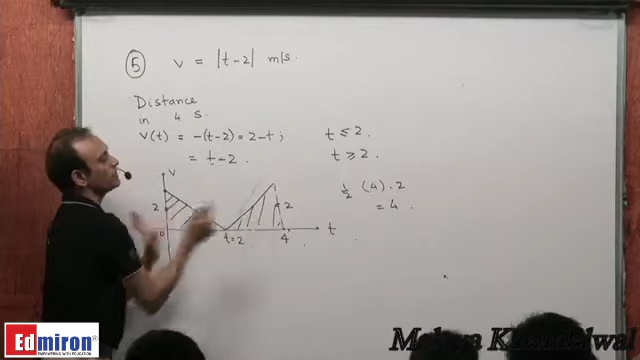 5 v = |t-2| m/s.
Distance
in 4 s.
v(t) = -(t-2) = 2-t ; t ≤ 2.
= t-2. t ≥ 2.
v
1/2 (4).2
= 4.
2
2
0
t=2
4
t
Edmiron®
EMPOWERING WITH EDUCATION